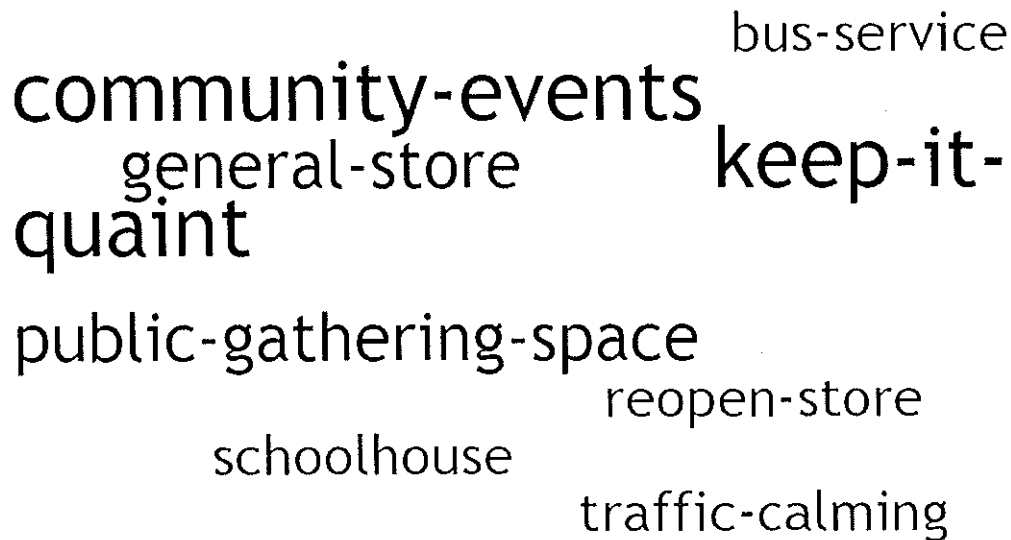 bus-service
community-events
general-store
keep-it-
quaint
public-gathering-space
reopen-store
schoolhouse
traffic-calming